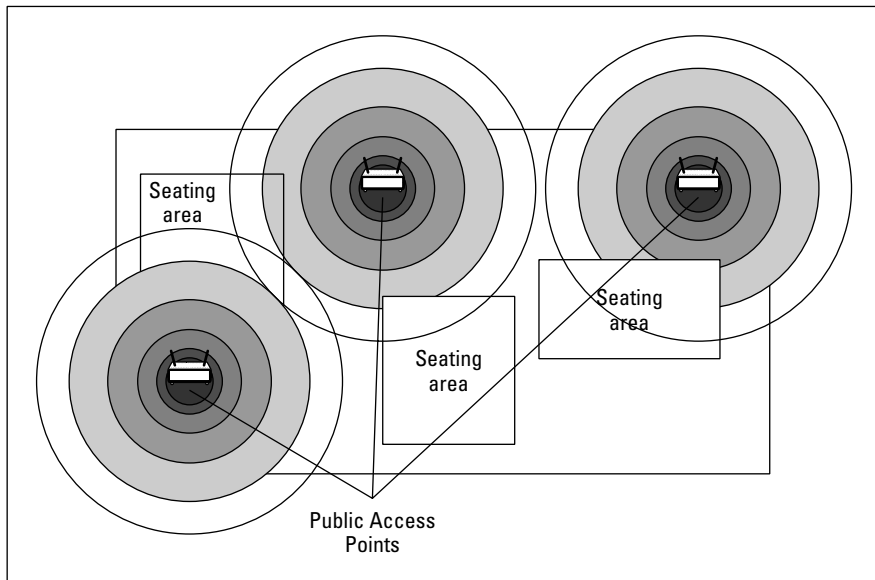 Seating
area
Seating
area
Seating
area
Public Access
Points